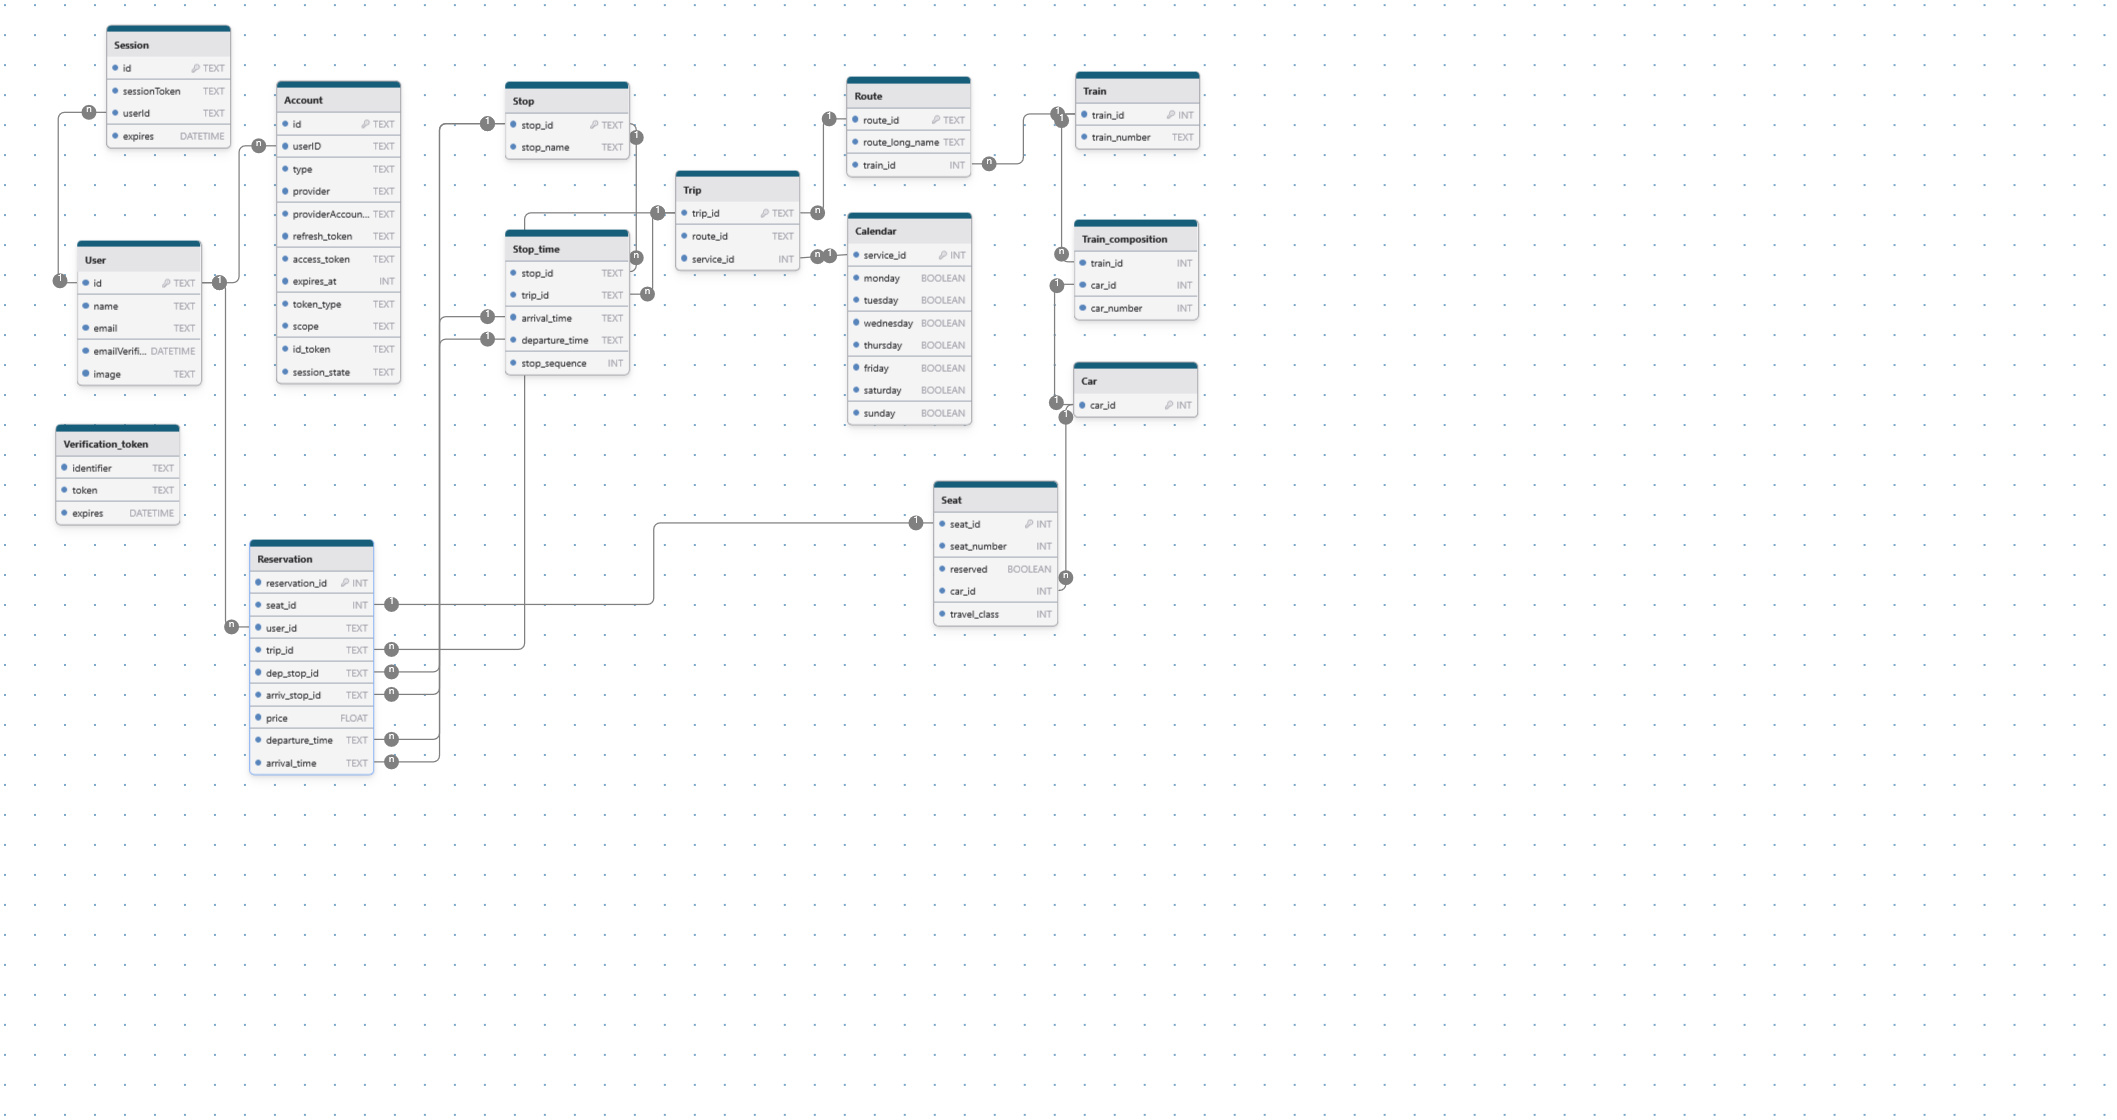 Session
id TEXT
sessionToken TEXT
userId TEXT
expires DATETIME
Account
id TEXT
userID TEXT
type TEXT
provider TEXT
providerAccoun... TEXT
refresh_token TEXT
access_token TEXT
expires_at INT
token_type TEXT
scope TEXT
id_token TEXT
session_state TEXT
User
id TEXT
name TEXT
email TEXT
emailVerifi... DATETIME
image TEXT
Verification_token
identifier TEXT
token TEXT
expires DATETIME
Reservation
reservation_id INT
seat_id INT
user_id TEXT
trip_id TEXT
dep_stop_id TEXT
arriv_stop_id TEXT
price FLOAT
departure_time TEXT
arrival_time TEXT
Stop
stop_id TEXT
stop_name TEXT
Stop_time
stop_id TEXT
trip_id TEXT
arrival_time TEXT
departure_time TEXT
stop_sequence INT
Trip
trip_id TEXT
route_id TEXT
service_id INT
Route
route_id TEXT
route_long_name TEXT
train_id INT
Calendar
service_id INT
monday BOOLEAN
tuesday BOOLEAN
wednesday BOOLEAN
thursday BOOLEAN
friday BOOLEAN
saturday BOOLEAN
sunday BOOLEAN
Train
train_id INT
train_number TEXT
Train_composition
train_id INT
car_id INT
car_number INT
Car
car_id INT
Seat
seat_id INT
seat_number INT
reserved BOOLEAN
car_id INT
travel_class INT
n
1
n
1
n
1
1
1
1
n
n
1
n
n
1
n
1
n
1
1
n
1
1
1
n
1
1
n
n
n
n
n